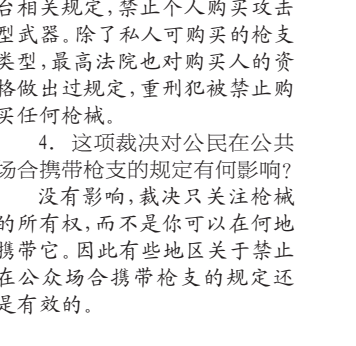 台相关规定，禁止个人购买攻击
型武器。除了私人可购买的枪支
类型，最高法院也对购买人的资
格做出过规定，重刑犯被禁止购
买任何枪械。
4．这项裁决对公民在公共
场合携带枪支的规定有何影响？
没有影响，裁决只关注枪械
的所有权，而不是你可以在何地
携带它。因此有些地区关于禁止
在公众场合携带枪支的规定还
是有效的。